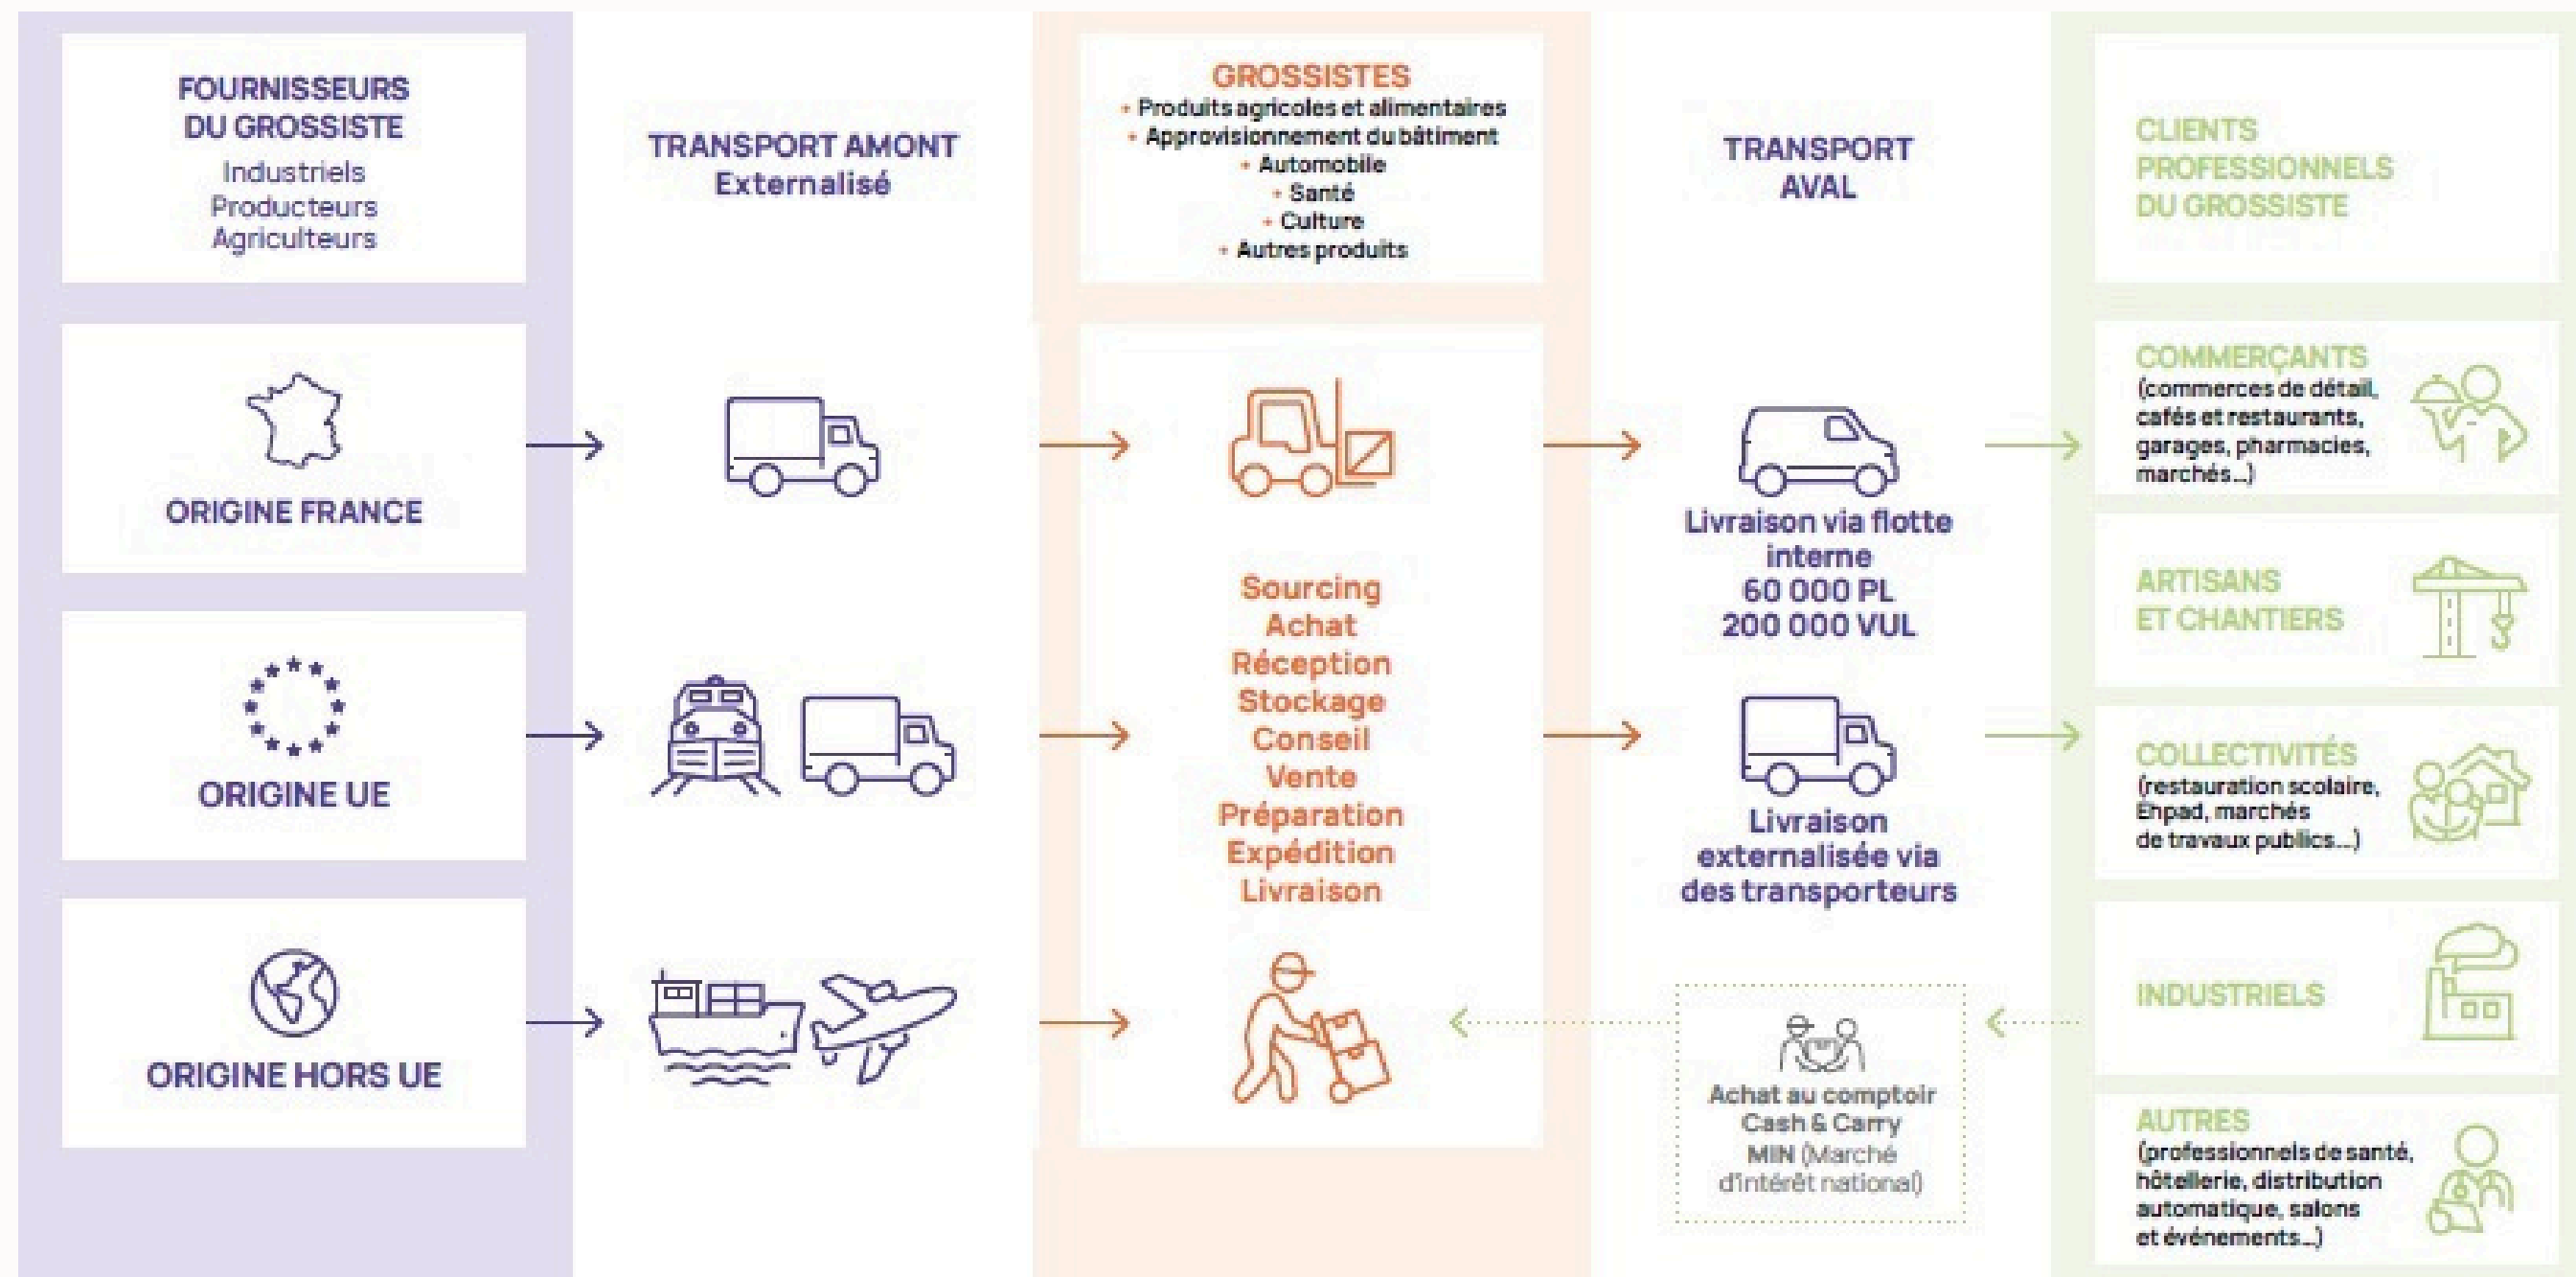 FOURNISSEURS
DU GROSSISTE
Industriels
Producteurs
Agriculteurs
ORIGINE FRANCE
ORIGINE UE
ORIGINE HORS UE
TRANSPORT AMONT
Externalisé
GROSSISTES
• Produits agricoles et alimentaires
• Approvisionnement du bâtiment
• Automobile
• Santé
• Culture
• Autres produits
Sourcing
Achat
Réception
Stockage
Conseil
Vente
Préparation
Expédition
Livraison
TRANSPORT
AVAL
Livraison via flotte
interne
60 000 PL
200 000 VUL
Livraison
externalisée via
des transporteurs
Achat au comptoir
Cash & Carry
MIN (Marché
d'intérêt national)
CLIENTS
PROFESSIONNELS
DU GROSSISTE
COMMERÇANTS
(commerces de détail,
cafés et restaurants,
garages, pharmacies,
marchés...)
ARTISANS
ET CHANTIERS
COLLECTIVITÉS
(restauration scolaire,
Ehpad, marchés
de travaux publics...)
INDUSTRIELS
AUTRES
(professionnels de santé,
hôtellerie, distribution
automatique, salons
et événements...)